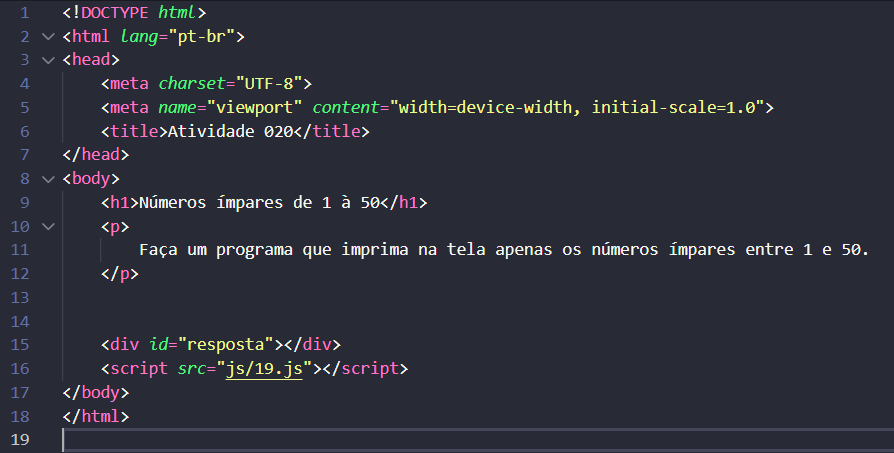 1 <!DOCTYPE html>
2 <html lang="pt-br">
3 <head>
4 <meta charset="UTF-8">
5 <meta name="viewport" content="width=device-width, initial-scale=1.0">
6 <title>Atividade 020</title>
7 </head>
8 <body>
9 <h1>Números ímpares de 1 à 50</h1>
10 <p>
11 Faça um programa que imprima na tela apenas os números ímpares entre 1 e 50.
12 </p>
13
14
15 <div id="resposta"></div>
16 <script src="js/19.js"></script>
17 </body>
18 </html>
19